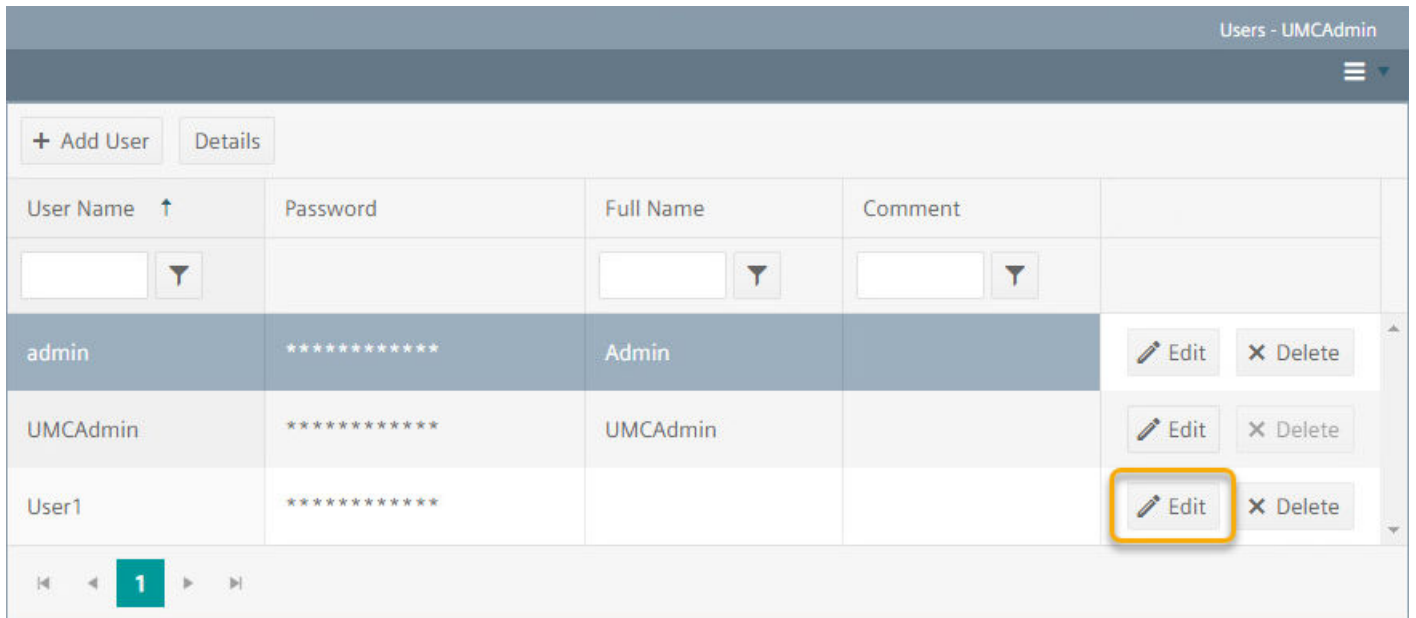 Users - UMCAdmin
+ Add User Details
User Name Password Full Name Comment
admin ************ Admin Edit Delete
UMCAdmin ************ UMCAdmin Edit Delete
User1 ************ Edit Delete
1